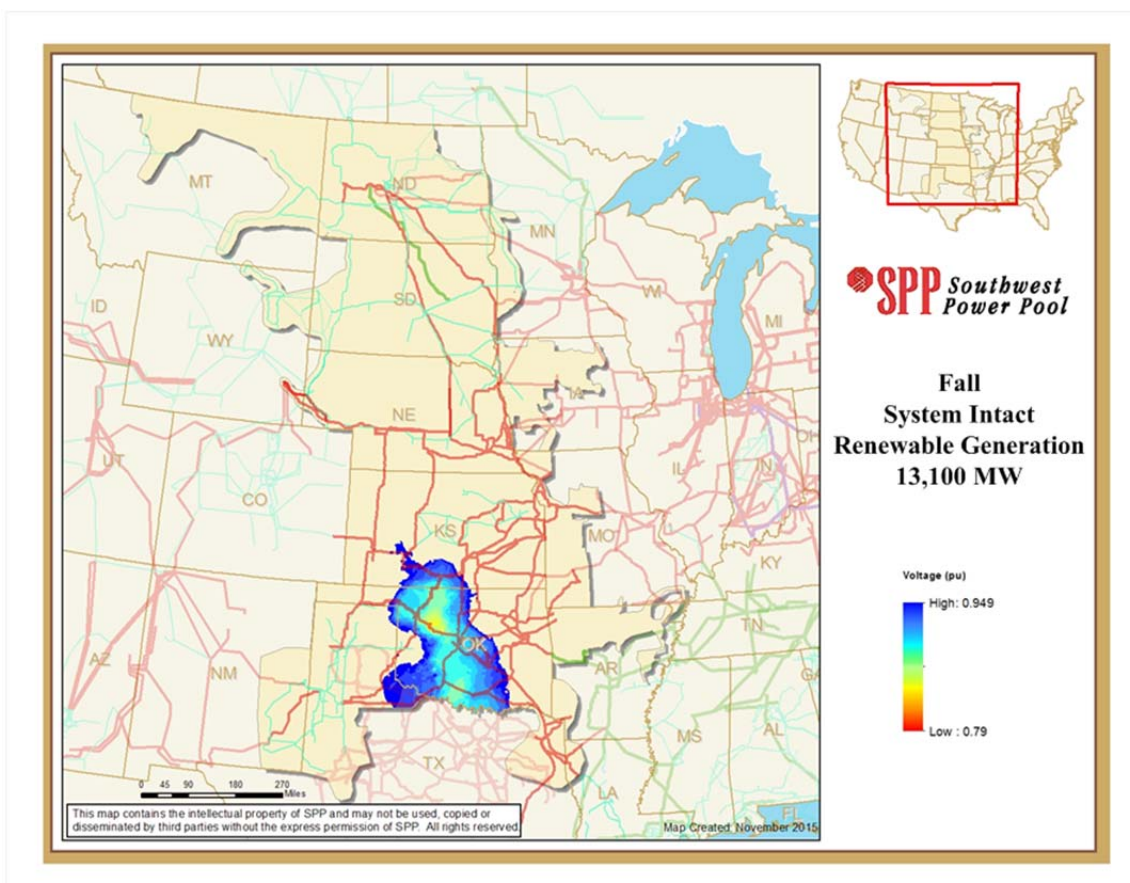 MT
ND
MN
ID
SD
WI
WY
MI
IA
NE
OH
UT
IL
IN
CO
KS
MO
KY
TN
OK
AZ
NM
AR
GA
MS
AL
TX
LA
FL
0 45 90 180 270
Miles
This map contains the intellectual property of SPP and may not be used, copied or
disseminated by third parties without the express permission of SPP. All rights reserved.
Map Created: November 2015
SPP Southwest
Power Pool
Fall
System Intact
Renewable Generation
13,100 MW
Voltage (pu)
High: 0.949
Low : 0.79